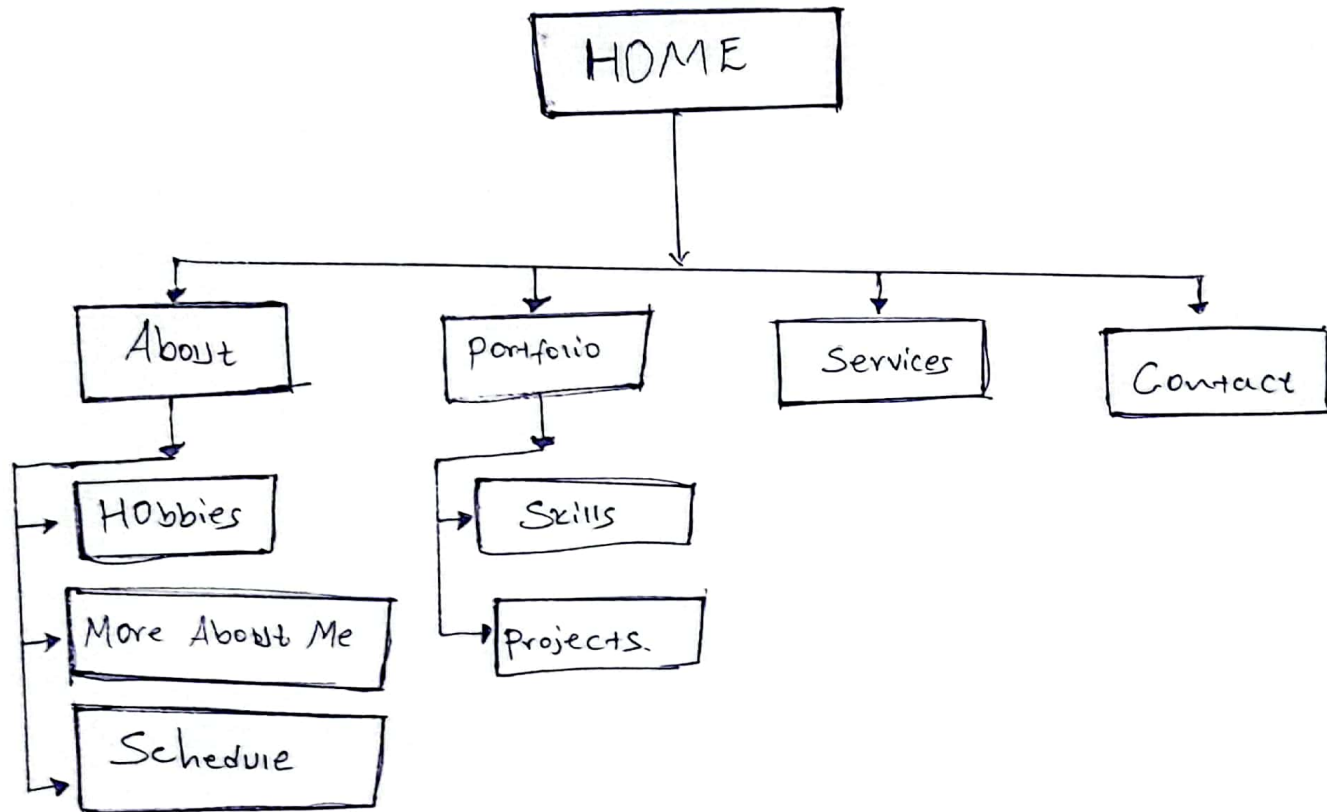 HOME
About
Portfolio
Services
Contact
Hobbies
Skills
More About Me
Projects.
Schedule